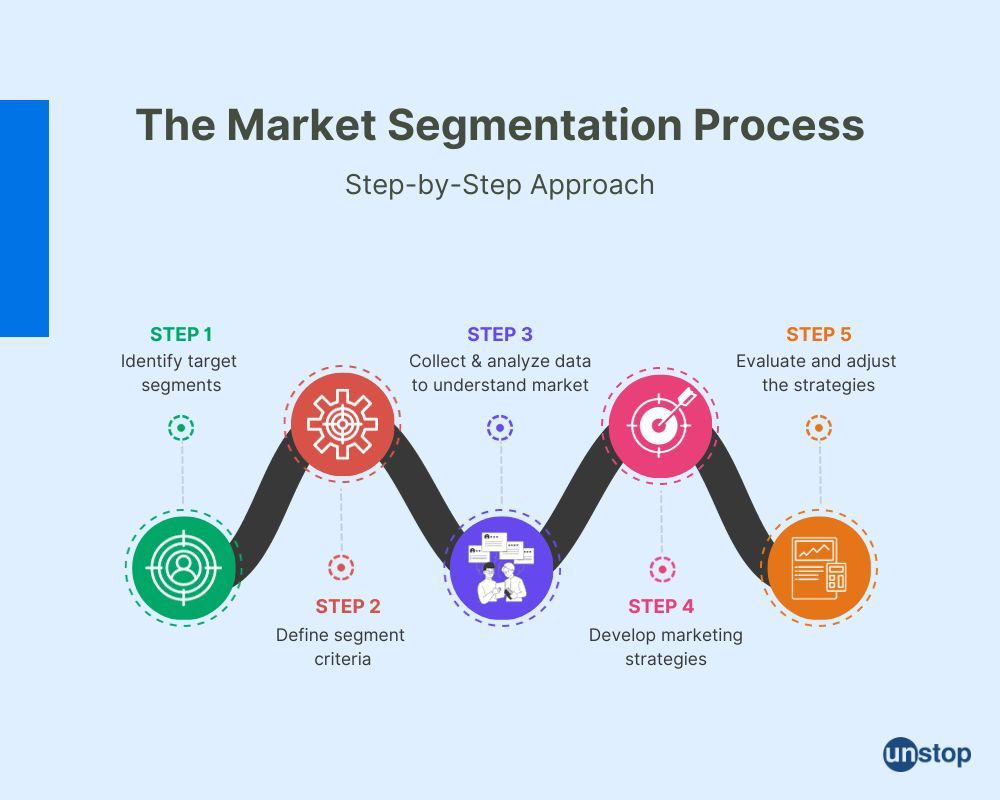 The Market Segmentation Process
Step-by-Step Approach
STEP 1
Identify target
segments
STEP 2
Define segment
criteria
STEP 3
Collect & analyze data
to understand market
STEP 4
Develop marketing
strategies
STEP 5
Evaluate and adjust
the strategies
unstop